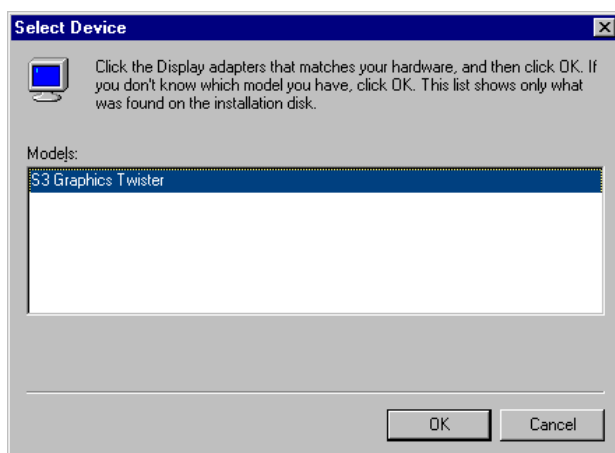 Select Device
Click the Display adapters that matches your hardware, and then click OK. If
you don't know which model you have, click OK. This list shows only what
was found on the installation disk.
Models:
S3 Graphics Twister
OK
Cancel